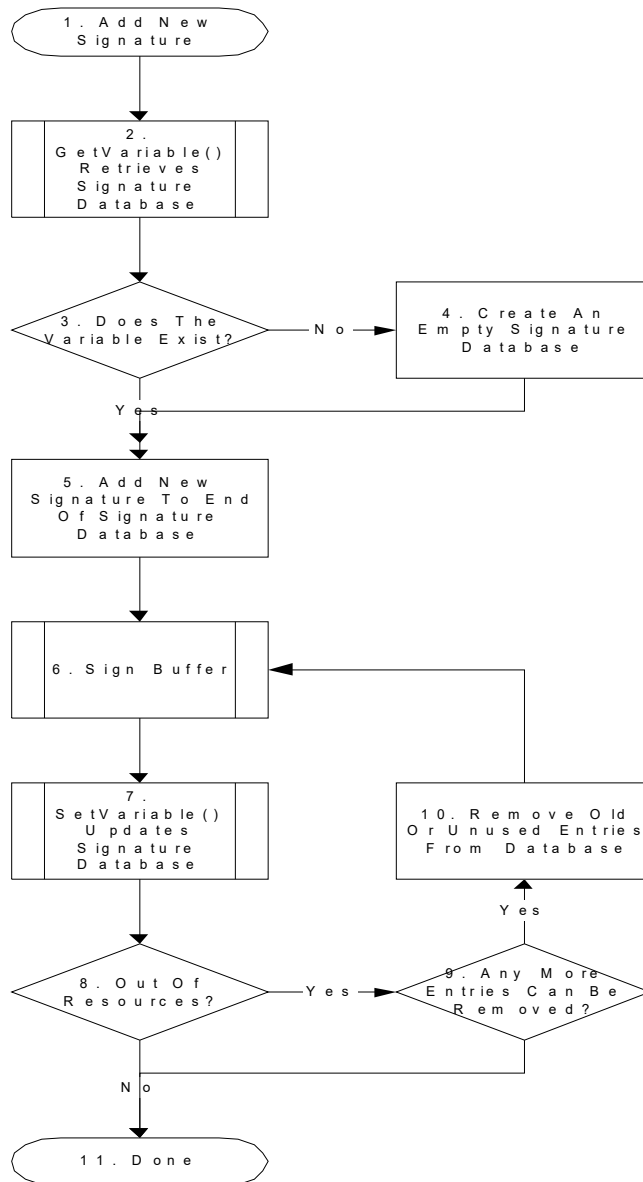 1. Add New
Signature
2.
GetVariable()
Retrieves
Signature
Database
3. Does The
Variable Exist?
No
4. Create An
Empty Signature
Database
Yes
5. Add New
Signature To End
Of Signature
Database
6. Sign Buffer
7.
SetVariable()
Updates
Signature
Database
10. Remove Old
Or Unused Entries
From Database
Yes
8. Out Of
Resources?
Yes
9. Any More
Entries Can Be
Removed?
No
11. Done